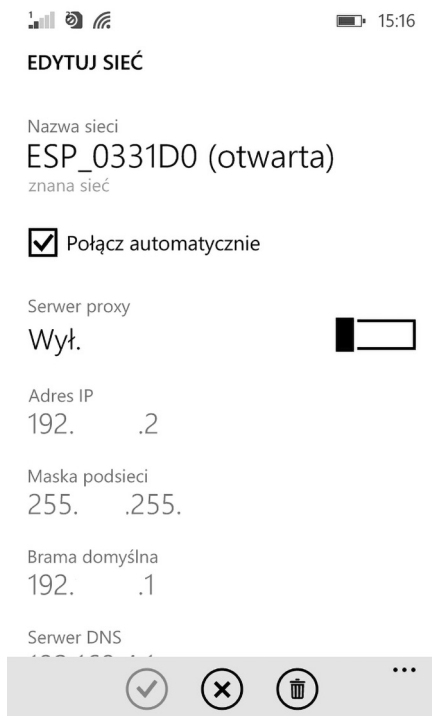 1 15:16
EDYTUJ SIEĆ
Nazwa sieci
ESP_0331D0 (otwarta)
znana sieć
Połącz automatycznie
Serwer proxy
Wył.
Adres IP
192. .2
Maska podsieci
255. .255.
Brama domyślna
192. .1
Serwer DNS